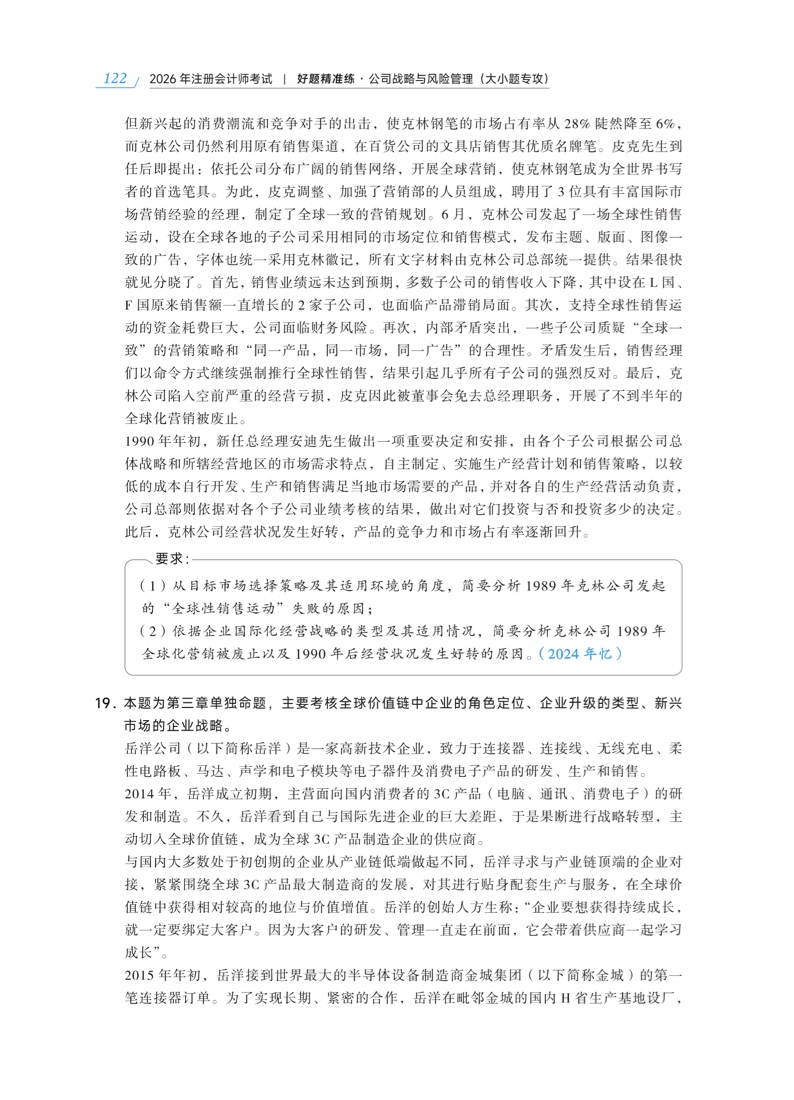 122 2026 年注册会计师考试 | 好题精准练·公司战略与风险管理（大小题专攻）
但新兴起的消费潮流和竞争对手的出击，使克林钢笔的市场占有率从 28% 陡然降至 6%，
而克林公司仍然利用原有销售渠道，在百货公司的文具店销售其优质名牌笔。皮克先生到
任后即提出：依托公司分布广阔的销售网络，开展全球营销，使克林钢笔成为全世界书写
者的首选笔具。为此，皮克调整、加强了营销部的人员组成，聘用了 3 位具有丰富国际市
场营销经验的经理，制定了全球一致的营销规划。6 月，克林公司发起了一场全球性销售
运动，设在全球各地的子公司采用相同的市场定位和销售模式，发布主题、版面、图像一
致的广告，字体也统一采用克林徽记，所有文字材料由克林公司总部统一提供。结果很快
就见分晓了。首先，销售业绩远未达到预期，多数子公司的销售收入下降，其中设在 L 国、
F 国原来销售额一直增长的 2 家子公司，也面临产品滞销局面。其次，支持全球性销售运
动的资金耗费巨大，公司面临财务风险。再次，内部矛盾突出，一些子公司质疑“全球一
致”的营销策略和“同一产品，同一市场，同一广告”的合理性。矛盾发生后，销售经理
们以命令方式继续强制推行全球性销售，结果引起几乎所有子公司的强烈反对。最后，克
林公司陷入空前严重的经营亏损，皮克因此被董事会免去总经理职务，开展了不到半年的
全球化营销被废止。
1990 年年初，新任总经理安迪先生做出一项重要决定和安排，由各个子公司根据公司总
体战略和所辖经营地区的市场需求特点，自主制定、实施生产经营计划和销售策略，以较
低的成本自行开发、生产和销售满足当地市场需要的产品，并对各自的生产经营活动负责，
公司总部则依据对各个子公司业绩考核的结果，做出对它们投资与否和投资多少的决定。
此后，克林公司经营状况发生好转，产品的竞争力和市场占有率逐渐回升。
要求：
（1）从目标市场选择策略及其适用环境的角度，简要分析 1989 年克林公司发起
的“全球性销售运动”失败的原因；
（2）依据企业国际化经营战略的类型及其适用情况，简要分析克林公司 1989 年
全球化营销被废止以及 1990 年后经营状况发生好转的原因。（2024 年忆）
19. 本题为第三章单独命题，主要考核全球价值链中企业的角色定位、企业升级的类型、新兴
市场的企业战略。
岳洋公司（以下简称岳洋）是一家高新技术企业，致力于连接器、连接线、无线充电、柔
性电路板、马达、声学和电子模块等电子器件及消费电子产品的研发、生产和销售。
2014 年，岳洋成立初期，主营面向国内消费者的 3C 产品（电脑、通讯、消费电子）的研
发和制造。不久，岳洋看到自己与国际先进企业的巨大差距，于是果断进行战略转型，主
动切入全球价值链，成为全球 3C 产品制造企业的供应商。
与国内大多数处于初创期的企业从产业链低端做起不同，岳洋寻求与产业链顶端的企业对
接，紧紧围绕全球 3C 产品最大制造商的发展，对其进行贴身配套生产与服务，在全球价
值链中获得相对较高的地位与价值增值。岳洋的创始人方生称：“企业要想获得持续成长，
就一定要绑定大客户。因为大客户的研发、管理一直走在前面，它会带着供应商一起学习
成长”。
2015 年年初，岳洋接到世界最大的半导体设备制造商金城集团（以下简称金城）的第一
笔连接器订单。为了实现长期、紧密的合作，岳洋在毗邻金城的国内 H 省生产基地设厂，